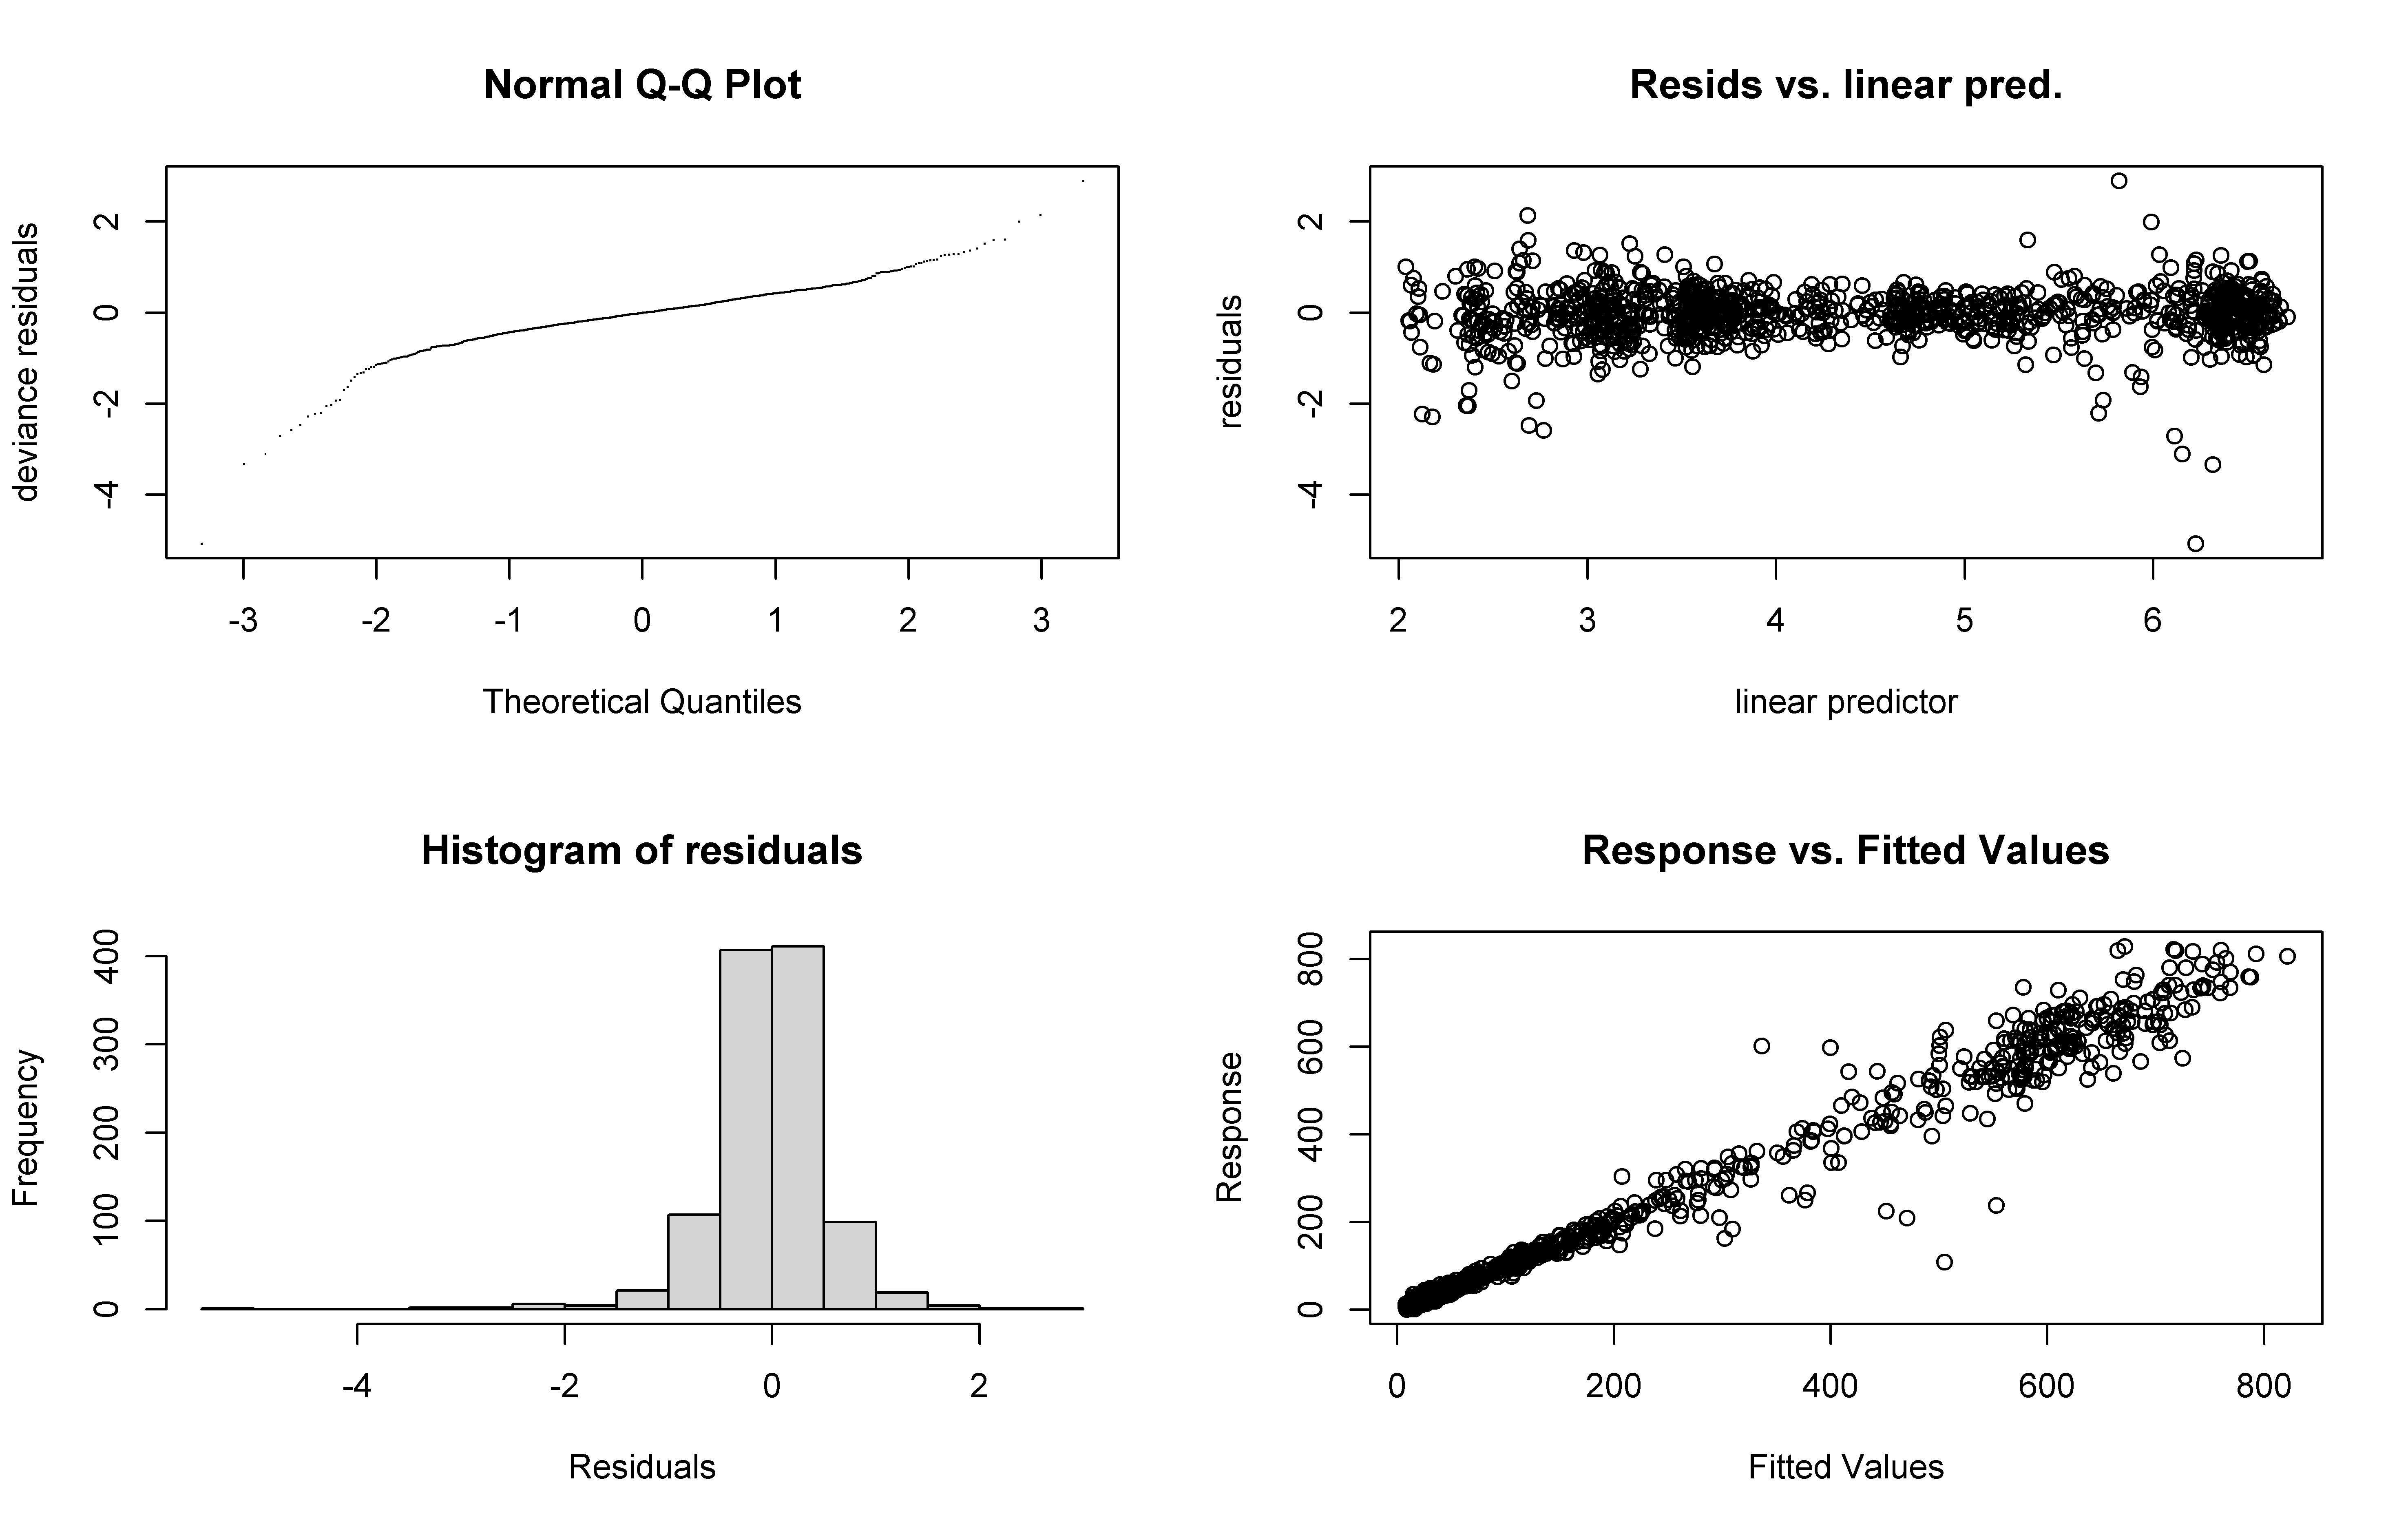 Normal Q-Q Plot
deviance residuals
2
0
-2
-4
-3 -2 -1 0 1 2 3
Theoretical Quantiles
Resids vs. linear pred.
residuals
2
0
-2
-4
2 3 4 5 6
linear predictor
Histogram of residuals
Frequency
400
300
200
100
0
-4 -2 0 2
Residuals
Response vs. Fitted Values
Response
800
600
400
200
0
0 200 400 600 800
Fitted Values